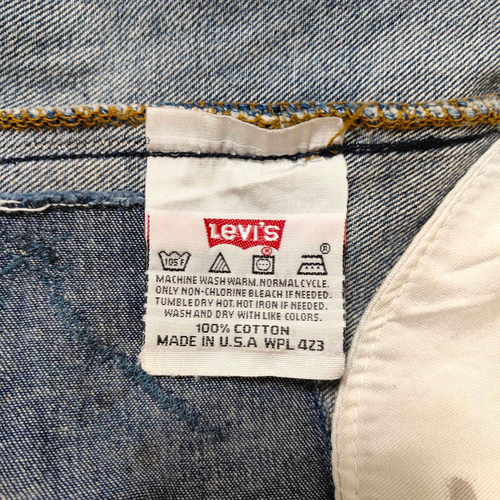 Levi's
®
105 F
®
MACHINE WASH WARM. NORMAL CYCLE.
ONLY NON-CHLORINE BLEACH IF NEEDED.
TUMBLE DRY HOT. HOT IRON IF NEEDED.
WASH AND DRY WITH LIKE COLORS.
100% COTTON
MADE IN U.S.A WPL 423